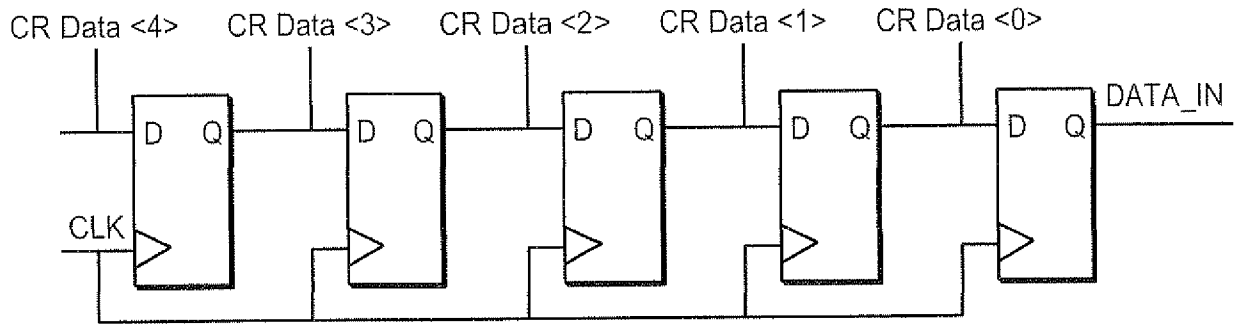 CR Data <4> CR Data <3> CR Data <2> CR Data <1> CR Data <0>
DATA_IN
D Q D Q D Q D Q D Q
CLK